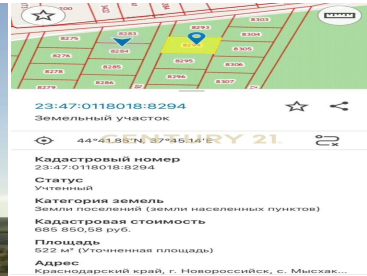 8293
8303
8275
8283
8304
8276
8284
8305
8295
8278
8285
8306
8296
8279
8286
8307
23:47:0118018:8294
Земельный участок
CENTURY 21
44°41.85'N, 37°45.14'E
Кадастровый номер
23:47:0118018:8294
Статус
Учтенный
Категория земель
Земли поселений (земли населенных пунктов)
Кадастровая стоимость
685 850,58 руб.
Площадь
522 м² (Уточненная площадь)
Адрес
Краснодарский край, г. Новороссийск, с. Мысхак...